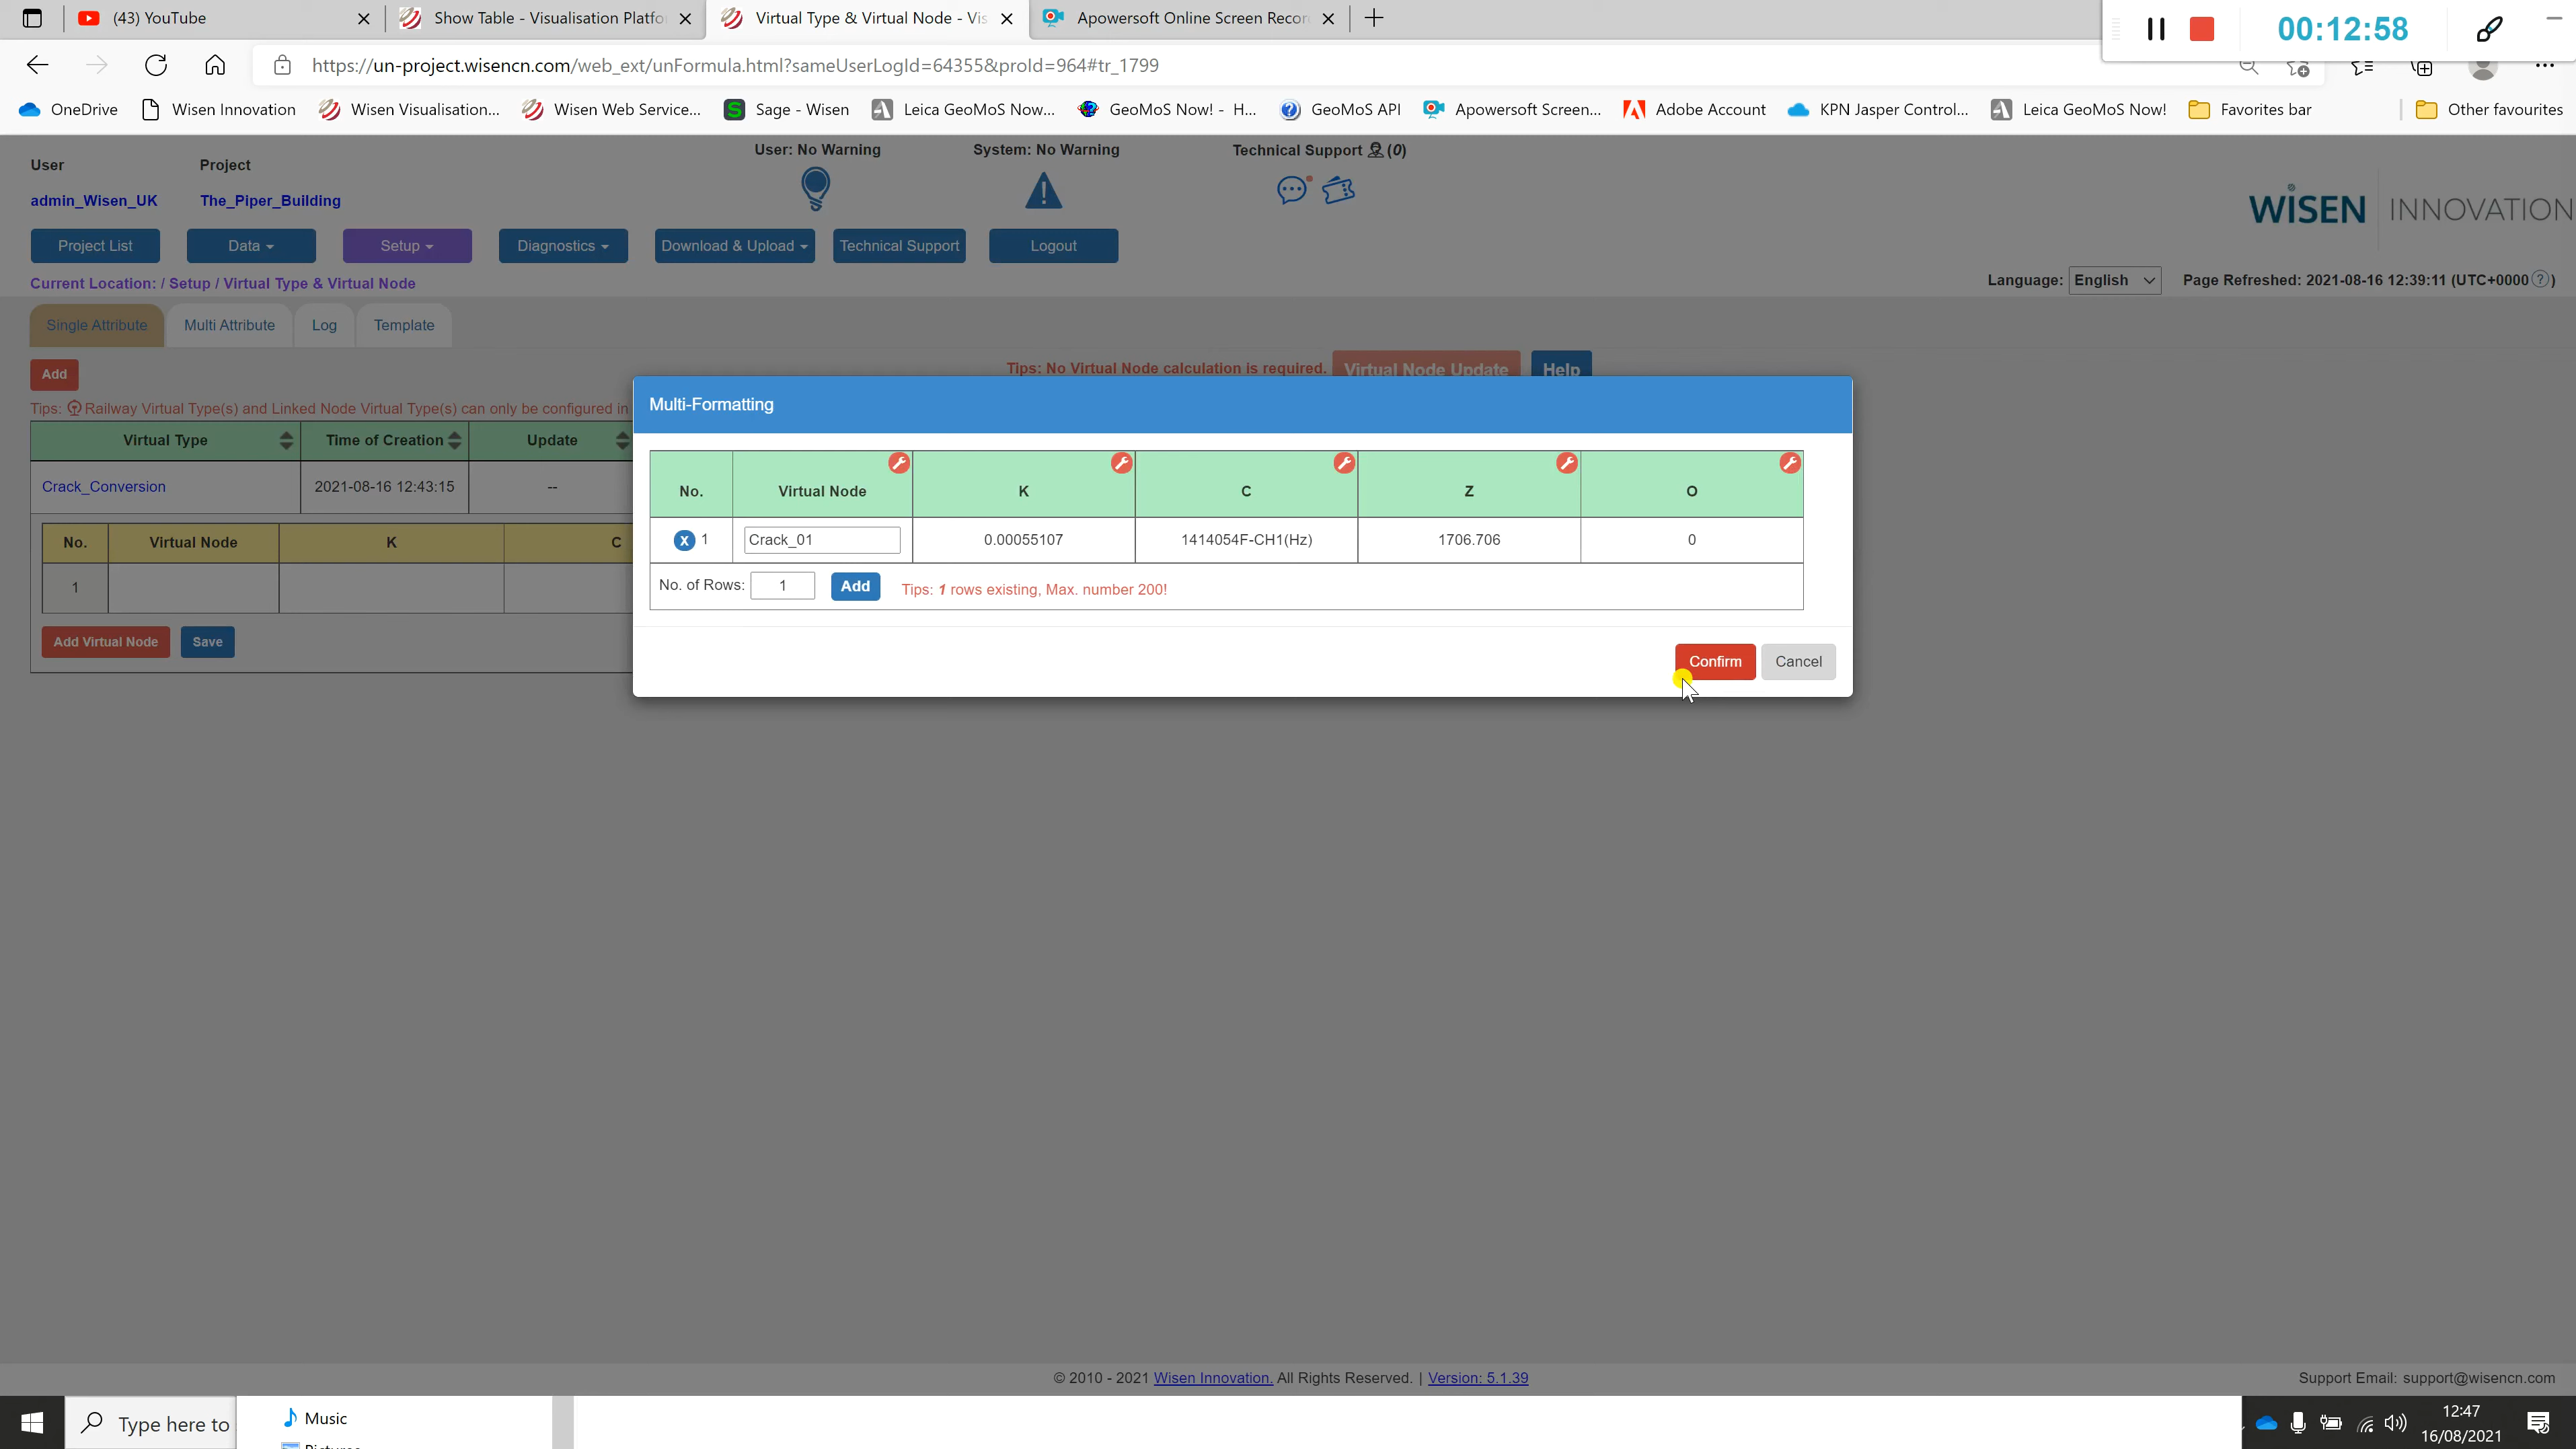 (43) YouTube
Show Table - Visualisation Platfo
Virtual Type & Virtual Node - Vis
Apowersoft Online Screen Recor
00:12:58
https://un-project.wisencn.com/web_ext/unFormula.html?sameUserLogId=64355&proId=964#tr_1799
OneDrive
Wisen Innovation
Wisen Visualisation...
Wisen Web Service...
Sage - Wisen
Leica GeoMoS Now...
GeoMoS Now! - H...
GeoMoS API
Apowersoft Screen...
Adobe Account
KPN Jasper Control...
Leica GeoMoS Now!
Favorites bar
Other favourites
User
Project
User: No Warning
System: No Warning
Technical Support (0)
admin_Wisen_UK
The_Piper_Building
WiSEN INNOVATION
Project List
Data
Setup
Diagnostics
Download & Upload
Technical Support
Logout
Current Location: / Setup / Virtual Type & Virtual Node
Language: English
Page Refreshed: 2021-08-16 12:39:11 (UTC+0000 ? )
Single Attribute
Multi Attribute
Log
Template
Add
Tips: No Virtual Node calculation is required.
Virtual Node Update
Help
Tips: Railway Virtual Type(s) and Linked Node Virtual Type(s) can only be configured in
Virtual Type
Time of Creation
Update
Crack_Conversion
2021-08-16 12:43:15
--
No.
Virtual Node
K
C
1
Add Virtual Node
Save
Multi-Formatting
No.
Virtual Node
K
C
Z
O
X 1
Crack_01
0.00055107
1414054F-CH1(Hz)
1706.706
0
No. of Rows: 1
Add
Tips: 1 rows existing, Max. number 200!
Confirm
Cancel
© 2010 - 2021 Wisen Innovation. All Rights Reserved. | Version: 5.1.39
Support Email: support@wisencn.com
Type here to
Music
12:47
16/08/2021